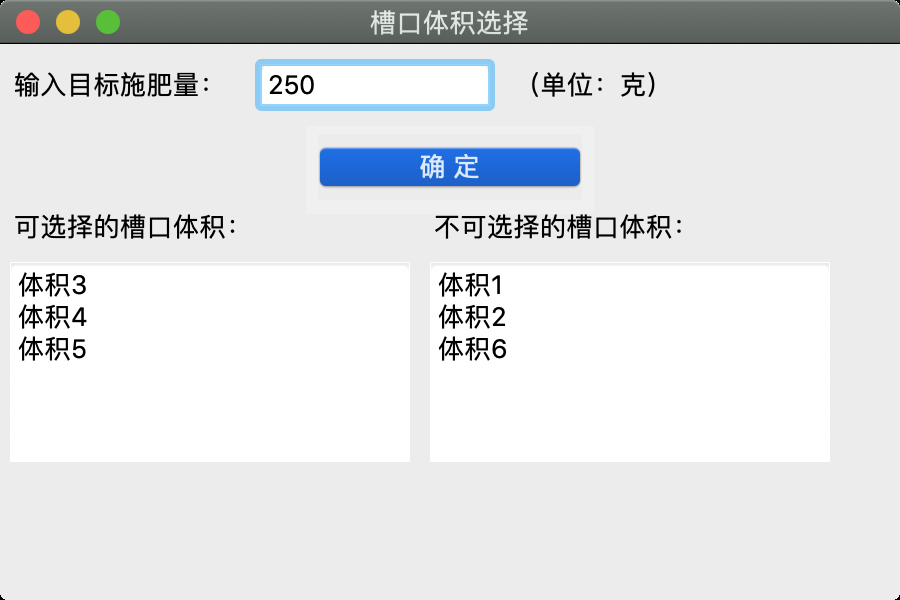 槽口体积选择
输入目标施肥量： 250 （单位：克）
确 定
可选择的槽口体积：
体积3
体积4
体积5
不可选择的槽口体积：
体积1
体积2
体积6